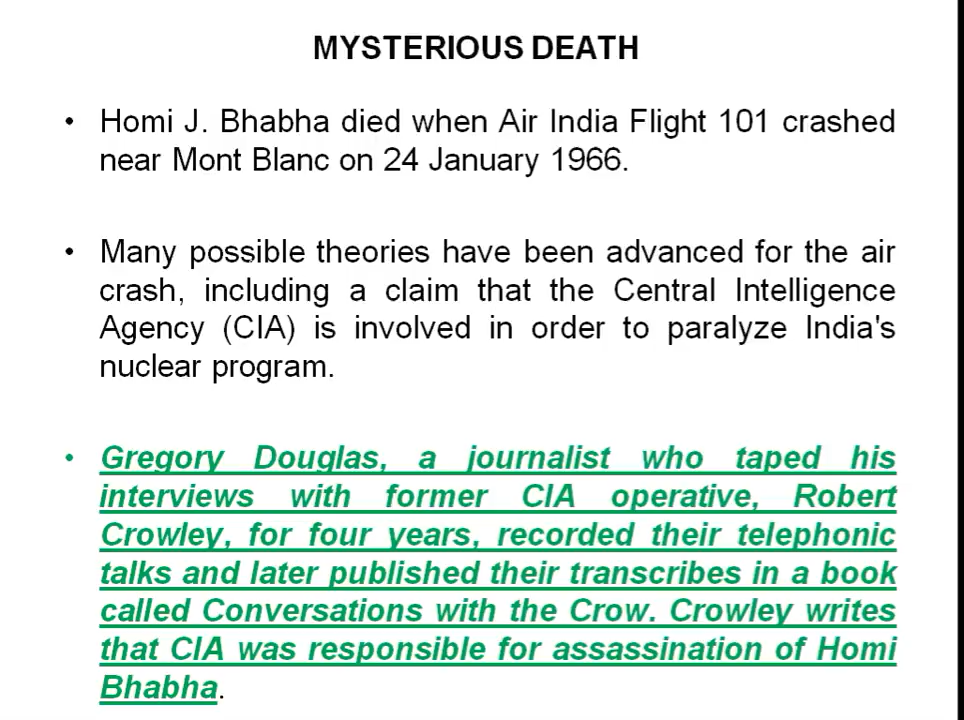 MYSTERIOUS DEATH
• Homi J. Bhabha died when Air India Flight 101 crashed
near Mont Blanc on 24 January 1966.
• Many possible theories have been advanced for the air
crash, including a claim that the Central Intelligence
Agency (CIA) is involved in order to paralyze India's
nuclear program.
• Gregory Douglas, a journalist who taped his
interviews with former CIA operative, Robert
Crowley, for four years, recorded their telephonic
talks and later published their transcribes in a book
called Conversations with the Crow. Crowley writes
that CIA was responsible for assassination of Homi
Bhabha.